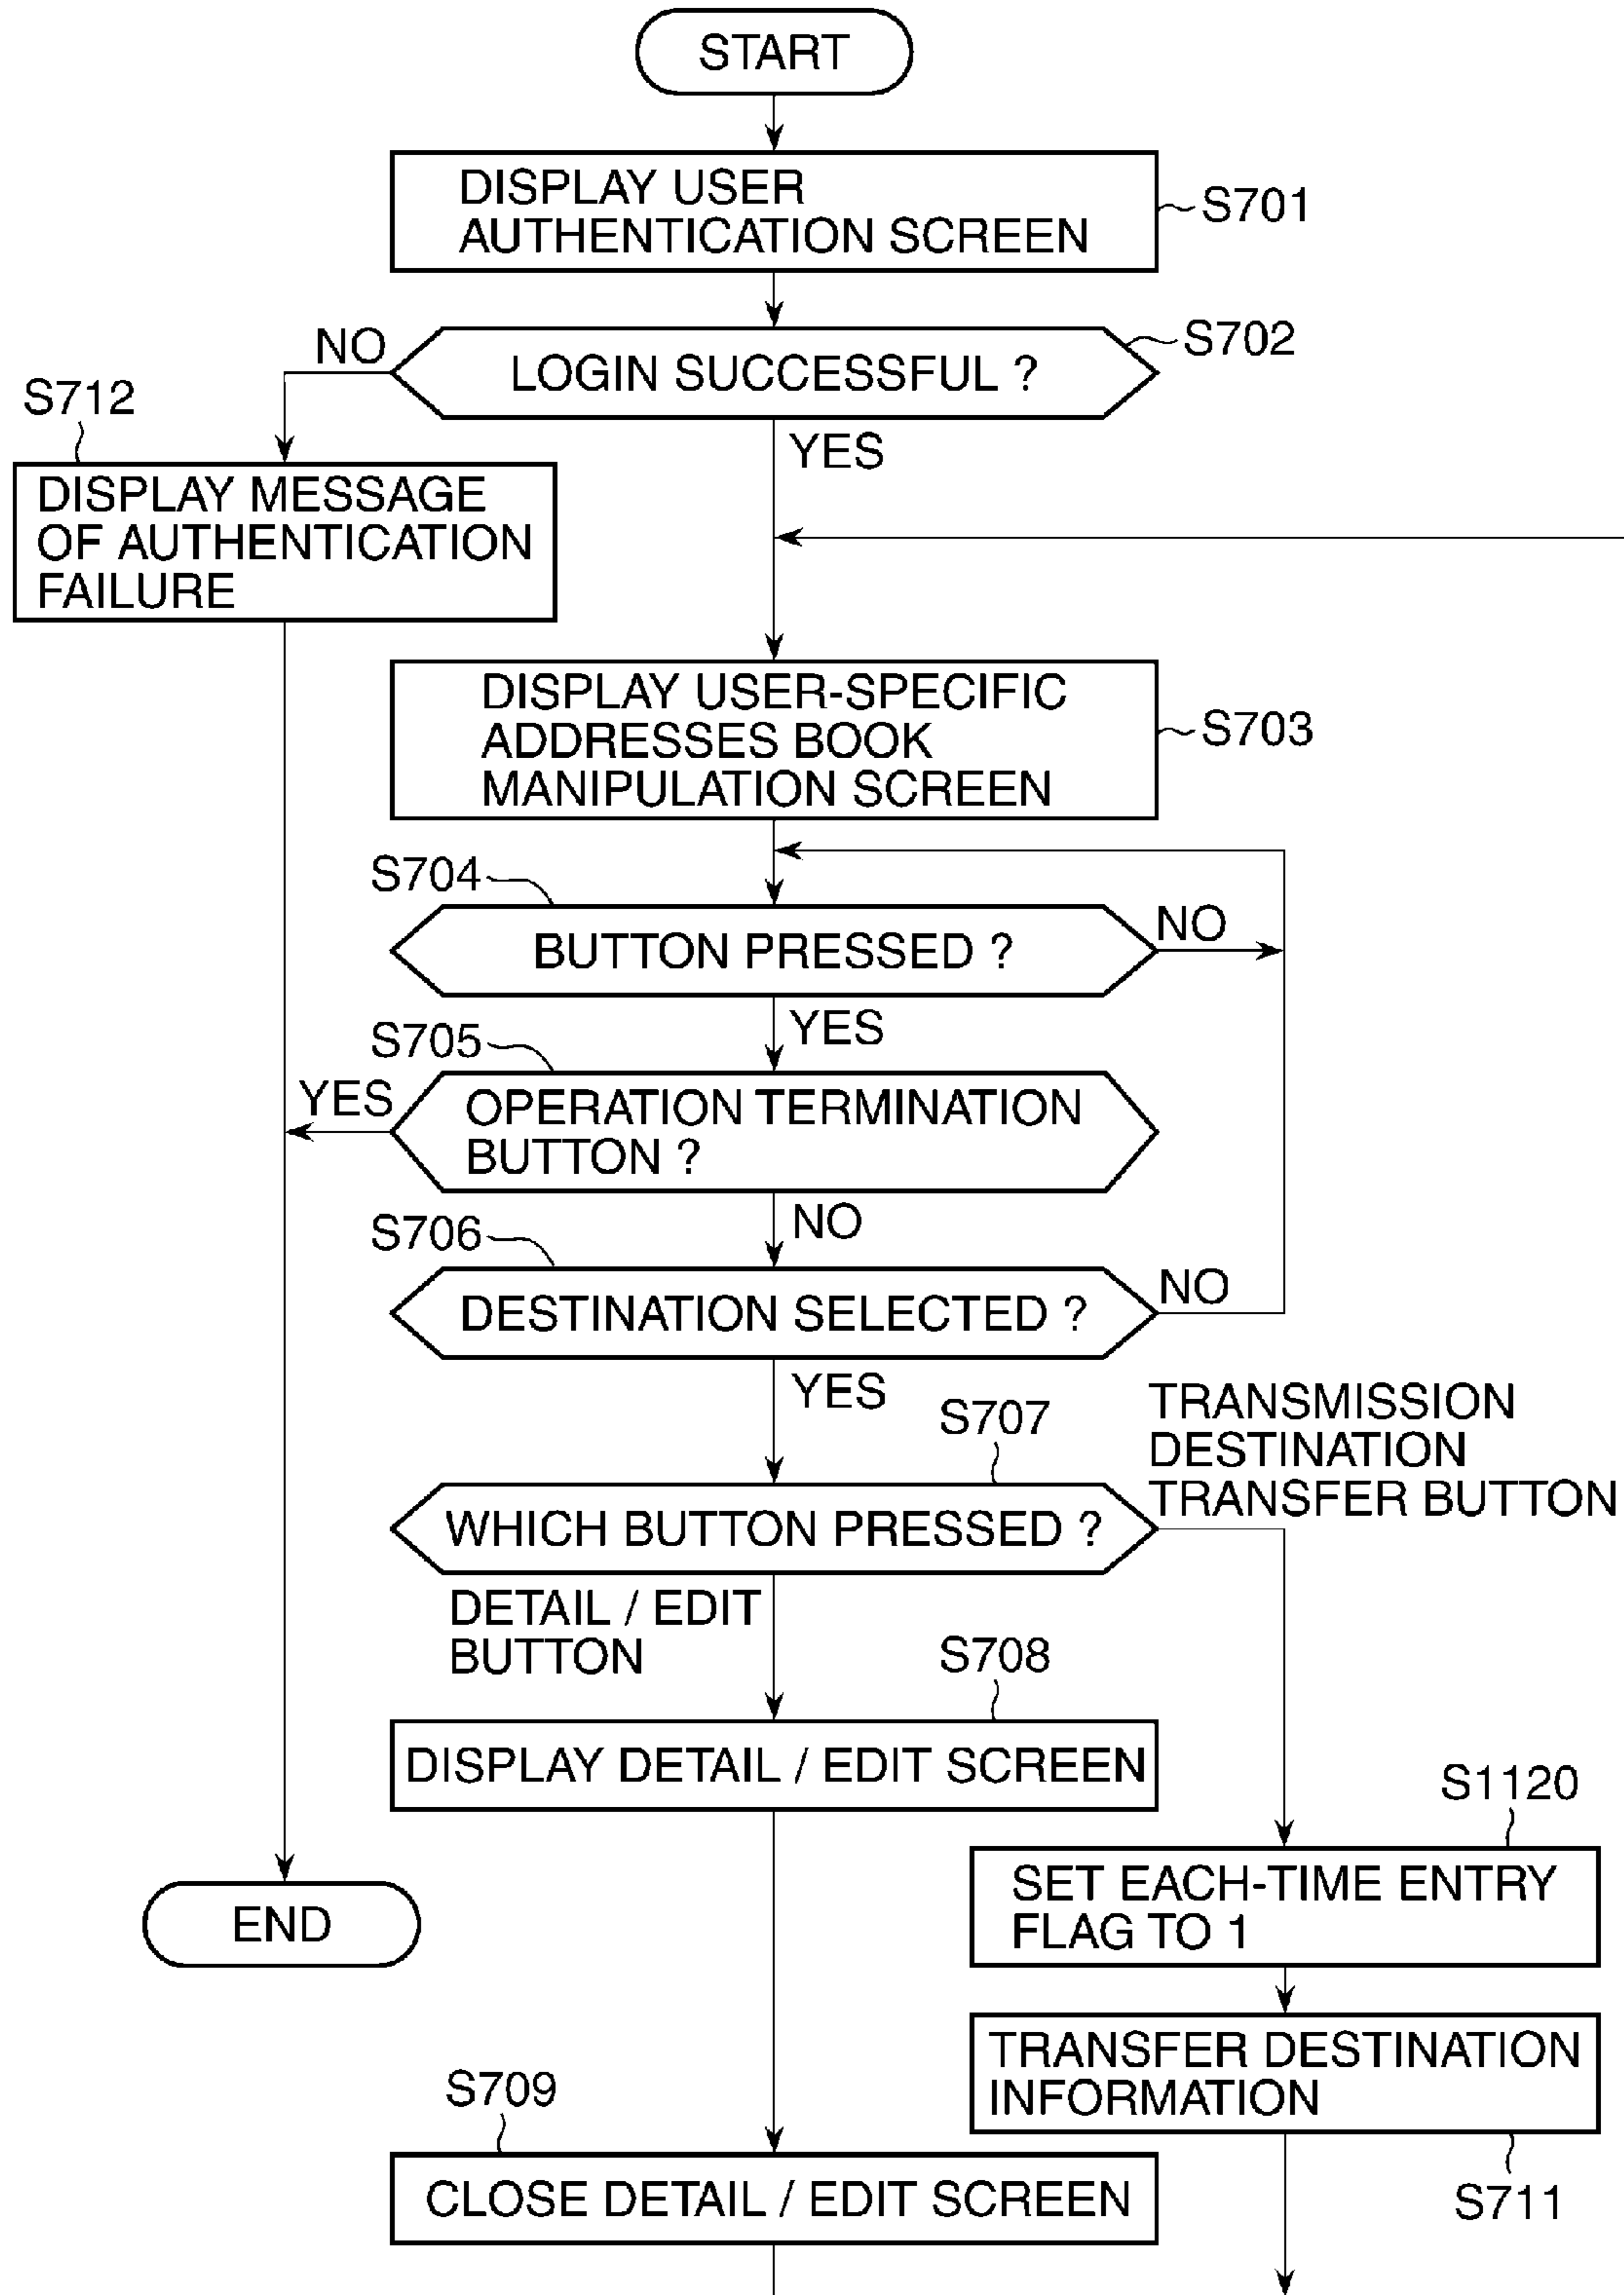 START
DISPLAY USER
AUTHENTICATION SCREEN
S701
NO
S702
LOGIN SUCCESSFUL ?
S712
YES
DISPLAY MESSAGE
OF AUTHENTICATION
FAILURE
DISPLAY USER-SPECIFIC
ADDRESSES BOOK
MANIPULATION SCREEN
S703
S704
BUTTON PRESSED ?
NO
YES
S705
YES
OPERATION TERMINATION
BUTTON ?
NO
S706
DESTINATION SELECTED ?
NO
YES
S707
TRANSMISSION
DESTINATION
TRANSFER BUTTON
WHICH BUTTON PRESSED ?
DETAIL / EDIT
BUTTON
S708
DISPLAY DETAIL / EDIT SCREEN
S1120
SET EACH-TIME ENTRY
FLAG TO 1
END
TRANSFER DESTINATION
INFORMATION
S709
CLOSE DETAIL / EDIT SCREEN
S711